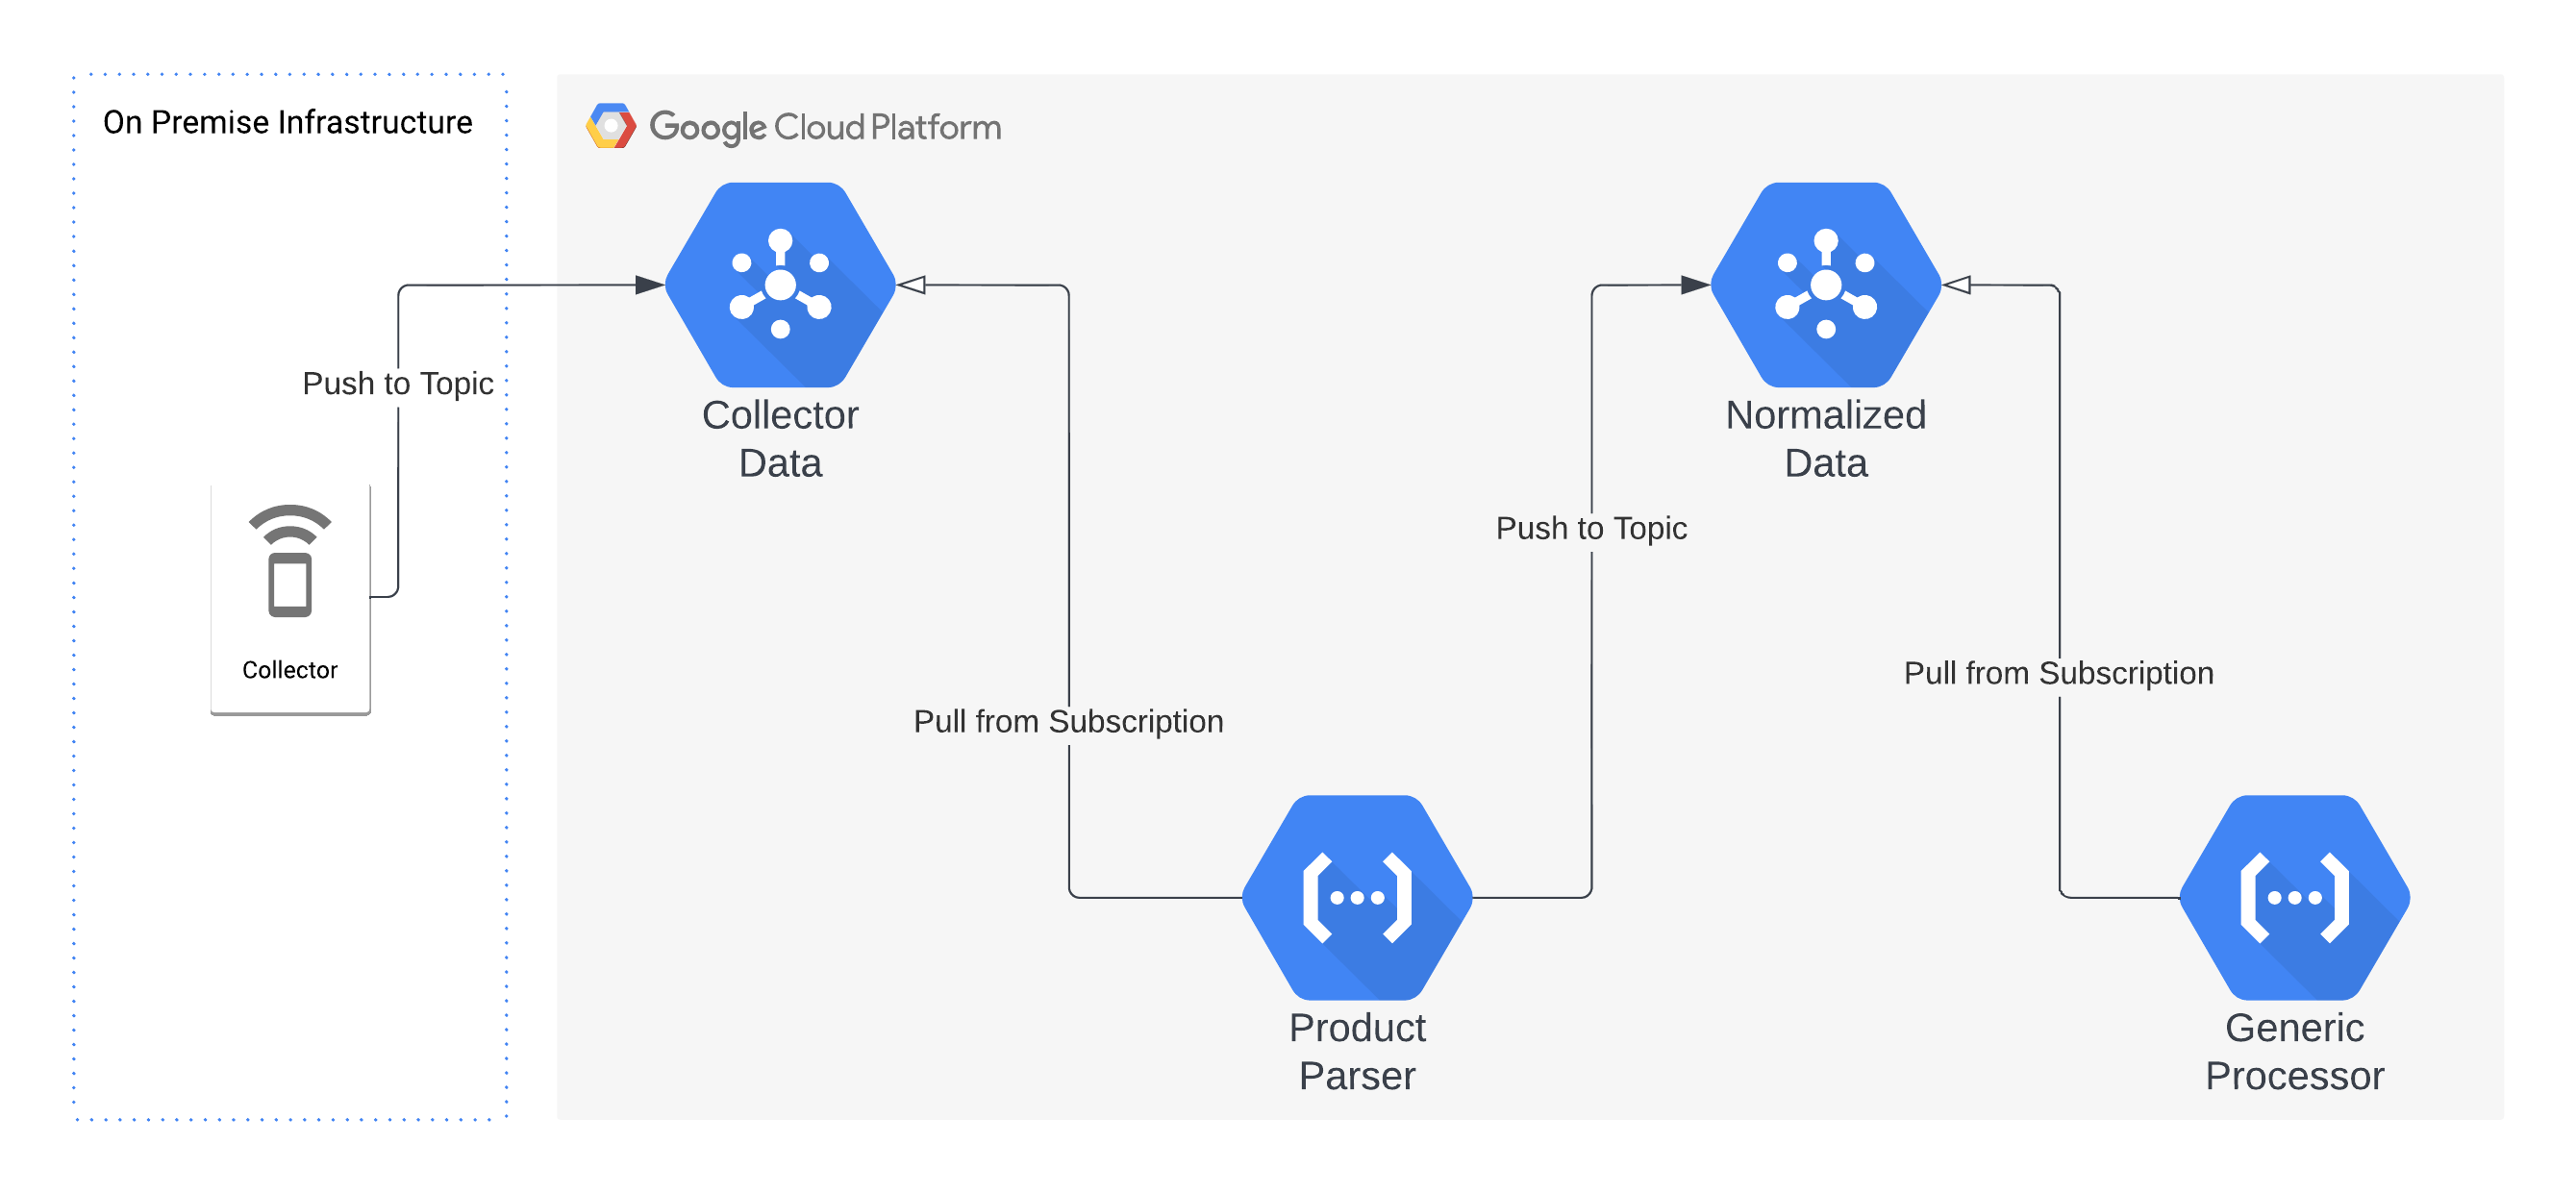 On Premise Infrastructure
Google Cloud Platform
Push to Topic
Collector
Collector
Data
Pull from Subscription
Product
Parser
Push to Topic
Normalized
Data
Pull from Subscription
Generic
Processor